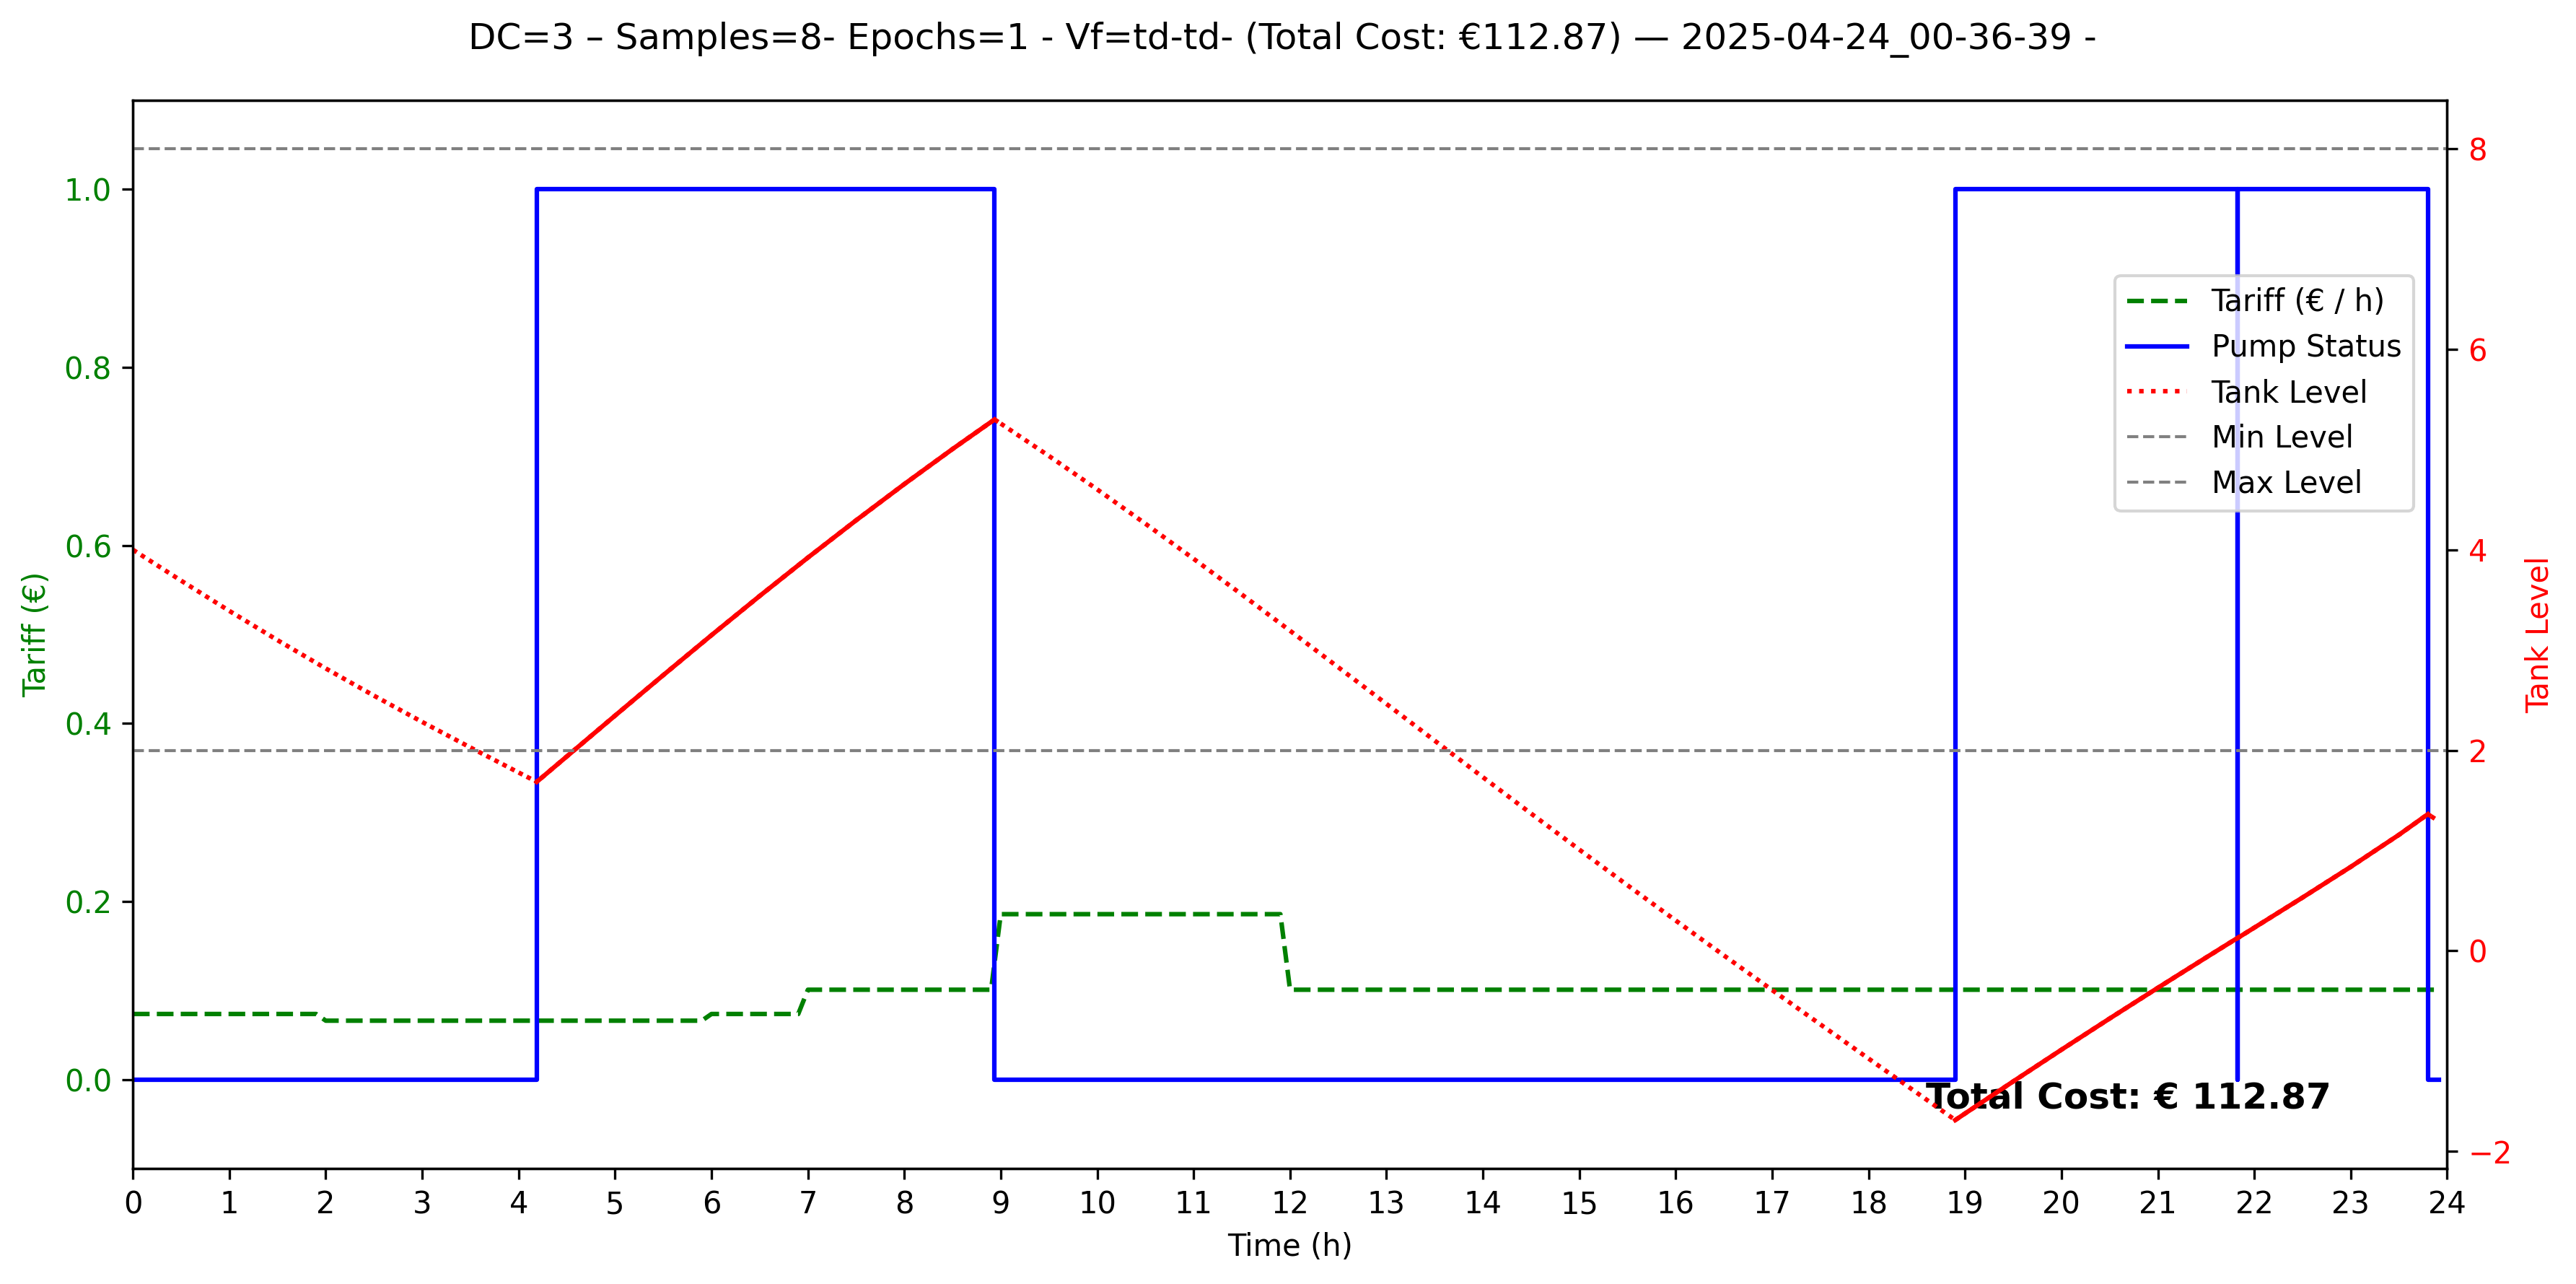 DC=3 – Samples=8- Epochs=1 - Vf=td-td- (Total Cost: €112.87) — 2025-04-24_00-36-39 -
1.0
0.8
0.6
0.4
0.2
0.0
Tariff (€)
8
6
4
2
0
−2
Tank Level
Tariff (€ / h)
Pump Status
Tank Level
Min Level
Max Level
Total Cost: € 112.87
0 1 2 3 4 5 6 7 8 9 10 11 12 13 14 15 16 17 18 19 20 21 22 23 24
Time (h)